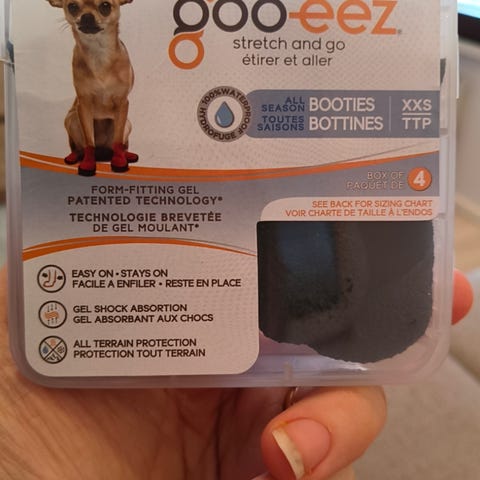 goo-eez
stretch and go
étirer et aller
100% WATERPROOF
HYDROFUGE
ALL SEASON BOOTIES XXS
TOUTES SAISONS BOTTINES TTP
BOX OF
PAQUET DE 4
FORM-FITTING GEL
PATENTED TECHNOLOGY*
TECHNOLOGIE BREVETÉE
DE GEL MOULANT*
SEE BACK FOR SIZING CHART
VOIR CHARTE DE TAILLE À L'ENDOS
EASY ON • STAYS ON
FACILE A ENFILER • RESTE EN PLACE
GEL SHOCK ABSORTION
GEL ABSORBANT AUX CHOCS
ALL TERRAIN PROTECTION
PROTECTION TOUT TERRAIN